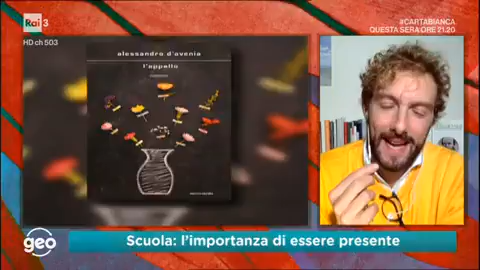 Rai 3
HD ch 503
#CARTABIANCA
QUESTA SERA ORE 21.20
alessandro d'avenia
l'appello
romanzo
geo
Scuola: l'importanza di essere presente